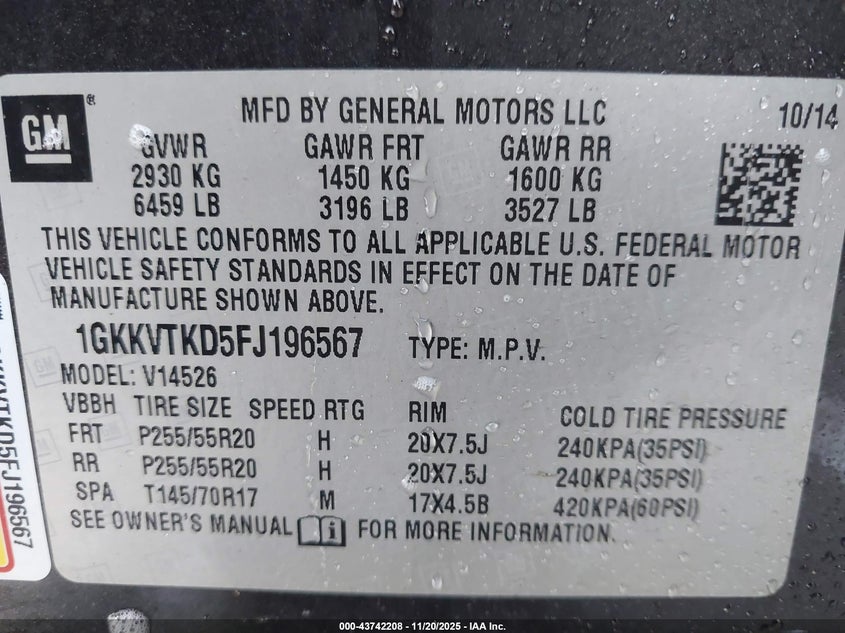 GM ®
MFD BY GENERAL MOTORS LLC 10/14
GVWR GAWR FRT GAWR RR
2930 KG 1450 KG 1600 KG
6459 LB 3196 LB 3527 LB
THIS VEHICLE CONFORMS TO ALL APPLICABLE U.S. FEDERAL MOTOR
VEHICLE SAFETY STANDARDS IN EFFECT ON THE DATE OF
MANUFACTURE SHOWN ABOVE.
1GKKVTKD5FJ196567 TYPE: M.P.V.
MODEL: V14526
VBBH TIRE SIZE SPEED RTG RIM COLD TIRE PRESSURE
FRT P255/55R20 H 20X7.5J 240KPA(35PSI)
RR P255/55R20 H 20X7.5J 240KPA(35PSI)
SPA T145/70R17 M 17X4.5B 420KPA(60PSI)
SEE OWNER'S MANUAL i FOR MORE INFORMATION.
KKVTKD5FJ196567
000-43742208 - 11/20/2025 - IAA Inc.